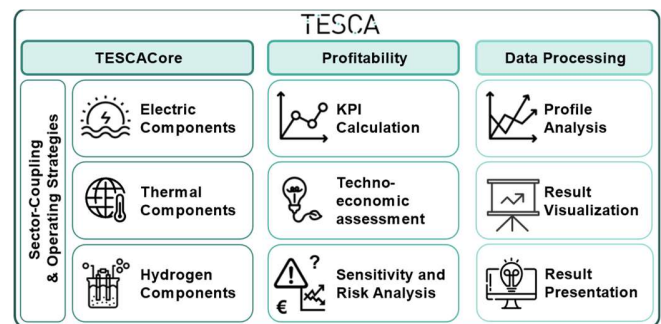 TESCA
TESCACore
Profitability
Data Processing
Sector-Coupling
& Operating Strategies
Electric
Components
KPI
Calculation
Profile
Analysis
Thermal
Components
Techno-
economic
assessment
Result
Visualization
Hydrogen
Components
?
€
Sensitivity and
Risk Analysis
Result
Presentation